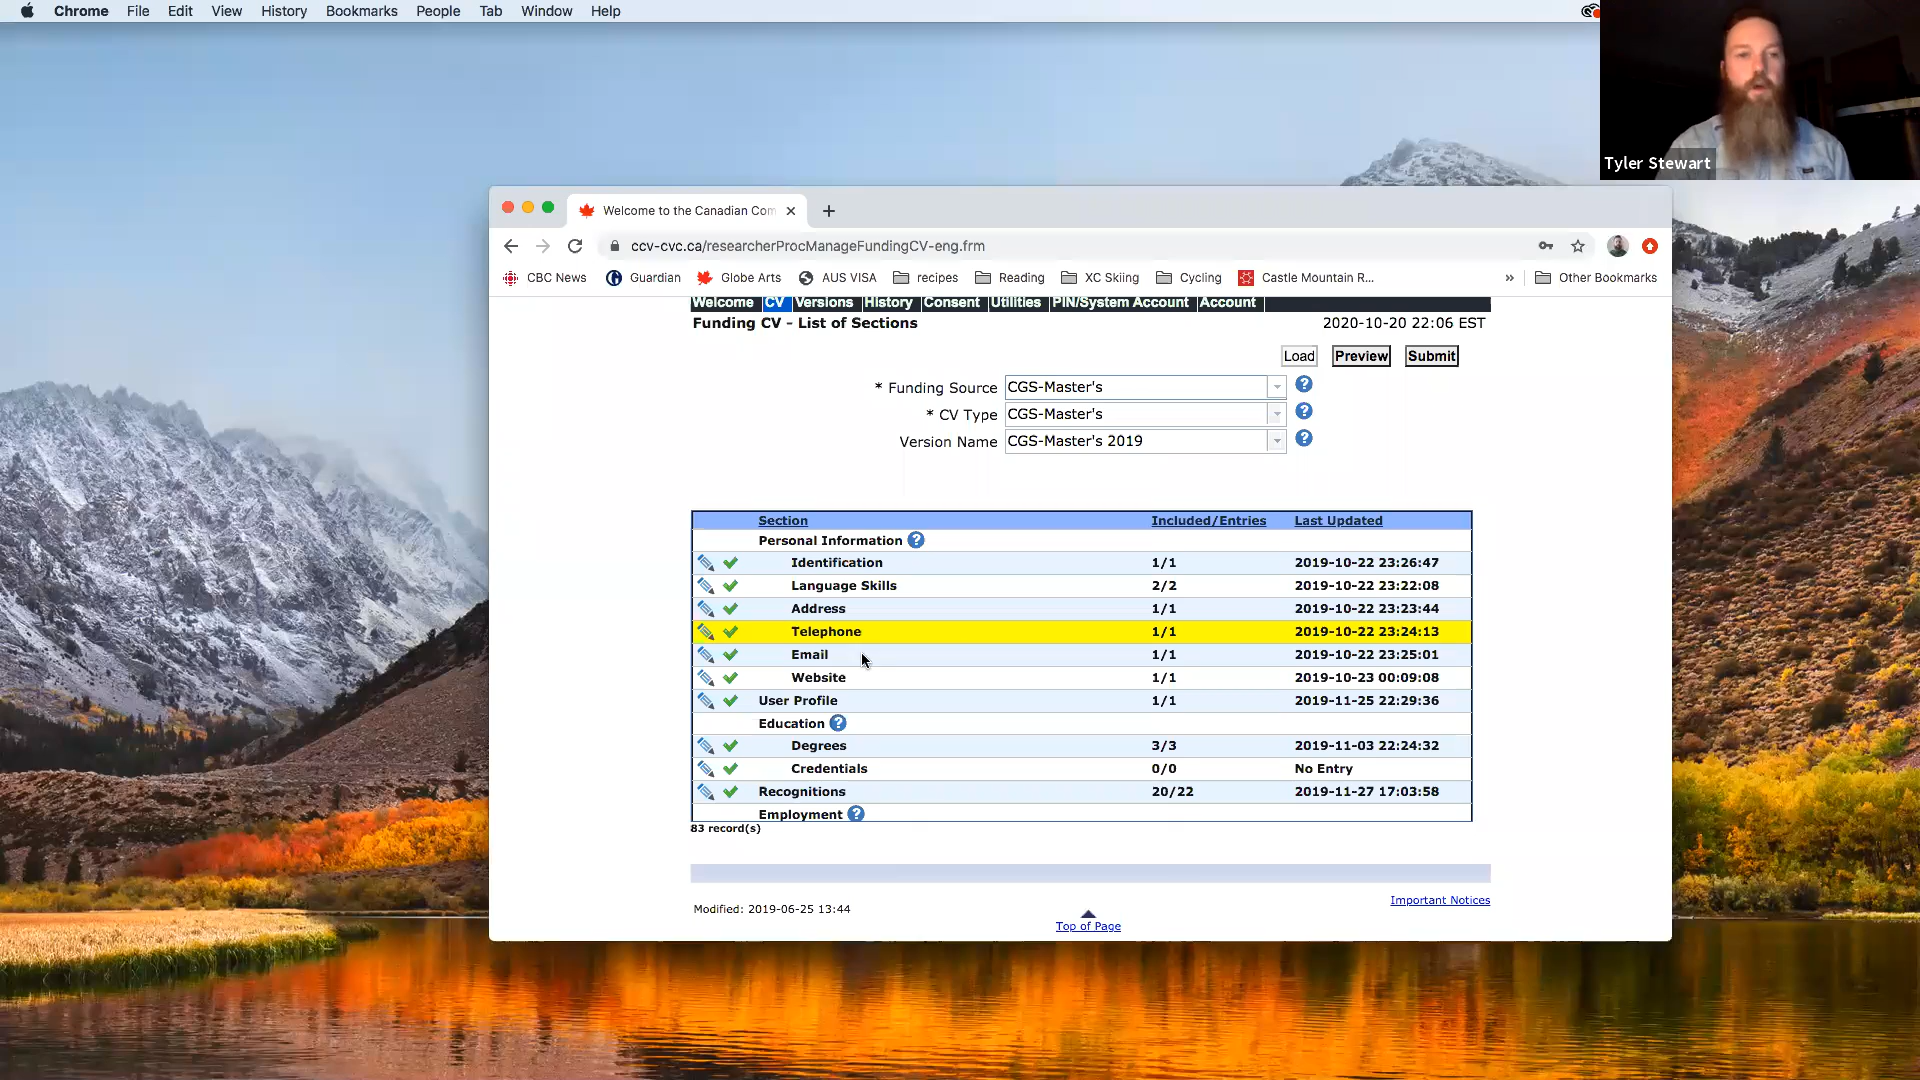 Chrome File Edit View History Bookmarks People Tab Window Help
Tyler Stewart
Welcome to the Canadian Com
ccv-cvc.ca/researcherProcManageFundingCV-eng.frm
CBC News Guardian Globe Arts AUS VISA recipes Reading XC Skiing Cycling Castle Mountain R... » Other Bookmarks
Welcome CV Versions History Consent Utilities PIN/System Account Account
Funding CV - List of Sections 2020-10-20 22:06 EST
Load Preview Submit
* Funding Source CGS-Master's ?
* CV Type CGS-Master's ?
Version Name CGS-Master's 2019 ?
Section Included/Entries Last Updated
Personal Information ?
Identification 1/1 2019-10-22 23:26:47
Language Skills 2/2 2019-10-22 23:22:08
Address 1/1 2019-10-22 23:23:44
Telephone 1/1 2019-10-22 23:24:13
Email 1/1 2019-10-22 23:25:01
Website 1/1 2019-10-23 00:09:08
User Profile 1/1 2019-11-25 22:29:36
Education ?
Degrees 3/3 2019-11-03 22:24:32
Credentials 0/0 No Entry
Recognitions 20/22 2019-11-27 17:03:58
Employment ?
83 record(s)
Important Notices
Modified: 2019-06-25 13:44
Top of Page